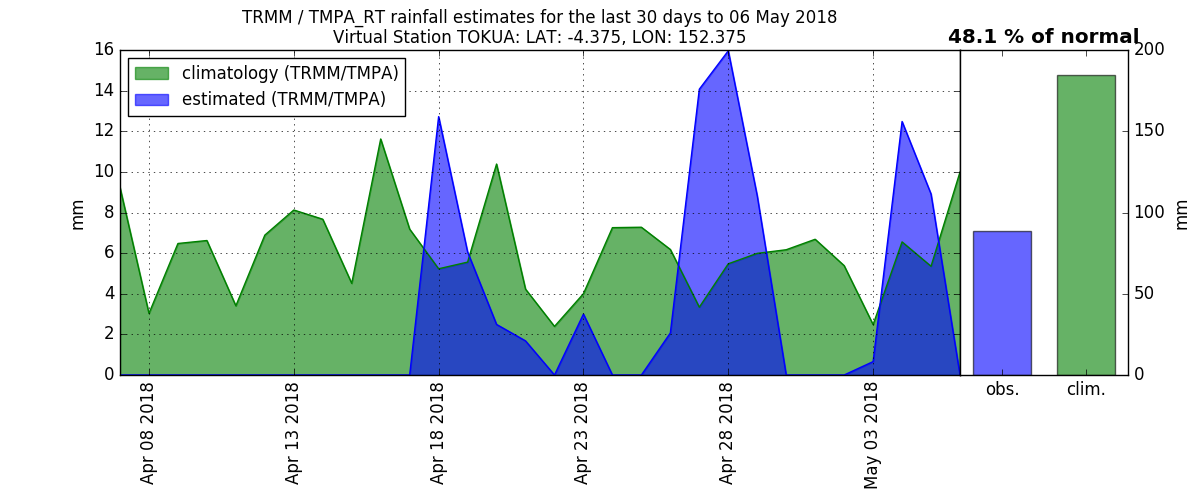 TRMM / TMPA_RT rainfall estimates for the last 30 days to 06 May 2018
Virtual Station TOKUA: LAT: -4.375, LON: 152.375
48.1 % of normal
climatology (TRMM/TMPA)
estimated (TRMM/TMPA)
16
14
12
10
8
6
4
2
0
mm
Apr 08 2018
Apr 13 2018
Apr 18 2018
Apr 23 2018
Apr 28 2018
May 03 2018
obs.
clim.
200
150
100
50
0
mm